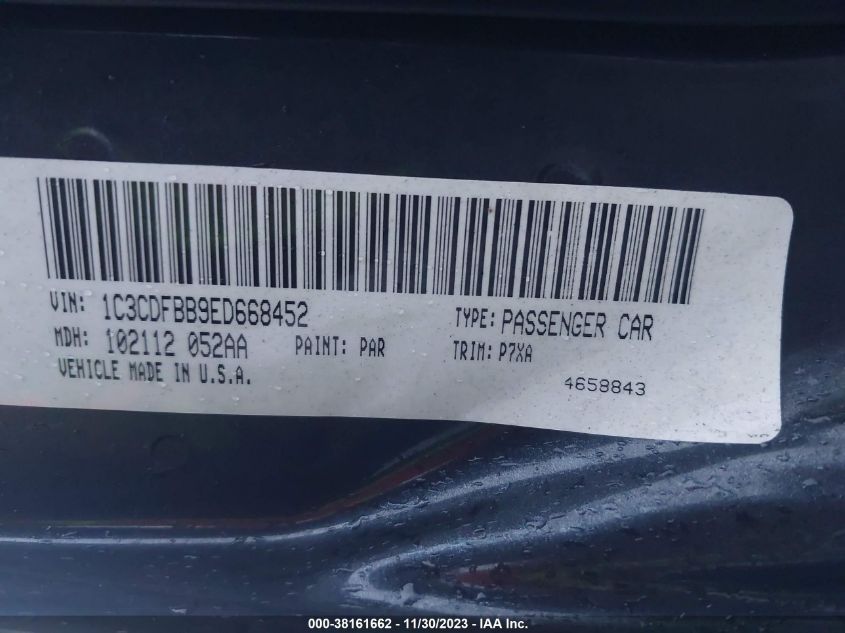 VIN: 1C3CDFBB9ED668452 TYPE: PASSENGER CAR
MDH: 102112 052AA PAINT: PAR TRIM: P7XA
VEHICLE MADE IN U.S.A. 4658843
000-38161662 - 11/30/2023 - IAA Inc.